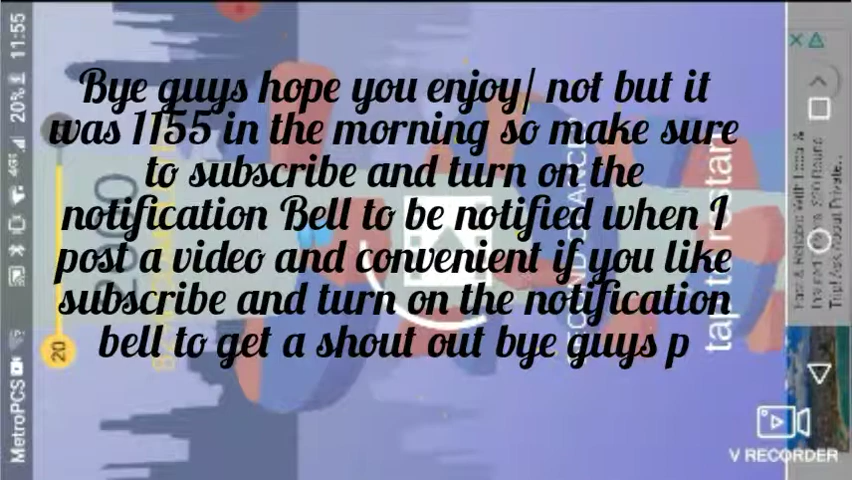 Bye guys hope you enjoy/ not but it
was 1155 in the morning so make sure
to subscribe and turn on the
notification Bell to be notified when I
post a video and convenient if you like
subscribe and turn on the notification
bell to get a shout out bye guys p
MetroPCS
20% 11:55
20
tap to restart
V RECORDER